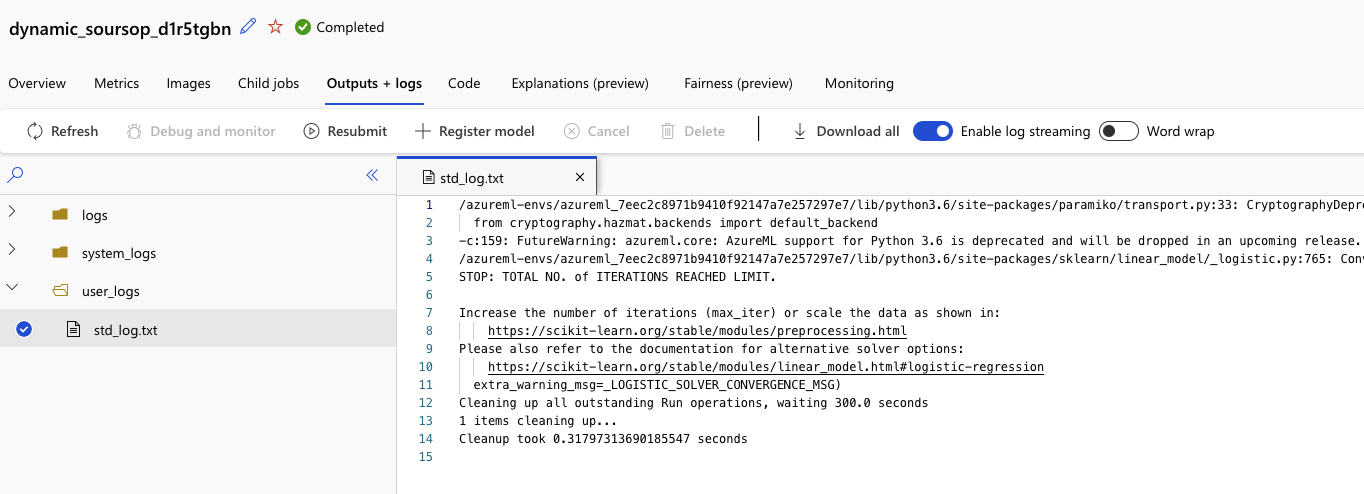 dynamic_soursop_d1r5tgbn Completed
Overview Metrics Images Child jobs Outputs + logs Code Explanations (preview) Fairness (preview) Monitoring
Refresh Debug and monitor Resubmit Register model Cancel Delete Download all Enable log streaming Word wrap
std_log.txt
logs
system_logs
user_logs
std_log.txt
1 /azureml-envs/azureml_7eec2c8971b9410f92147a7e257297e7/lib/python3.6/site-packages/paramiko/transport.py:33: CryptographyDepre
2 from cryptography.hazmat.backends import default_backend
3 -c:159: FutureWarning: azureml.core: AzureML support for Python 3.6 is deprecated and will be dropped in an upcoming release.
4 /azureml-envs/azureml_7eec2c8971b9410f92147a7e257297e7/lib/python3.6/site-packages/sklearn/linear_model/_logistic.py:765: Conv
5 STOP: TOTAL NO. of ITERATIONS REACHED LIMIT.
6
7 Increase the number of iterations (max_iter) or scale the data as shown in:
8 https://scikit-learn.org/stable/modules/preprocessing.html
9 Please also refer to the documentation for alternative solver options:
10 https://scikit-learn.org/stable/modules/linear_model.html#logistic-regression
11 extra_warning_msg=_LOGISTIC_SOLVER_CONVERGENCE_MSG)
12 Cleaning up all outstanding Run operations, waiting 300.0 seconds
13 1 items cleaning up...
14 Cleanup took 0.31797313690185547 seconds
15